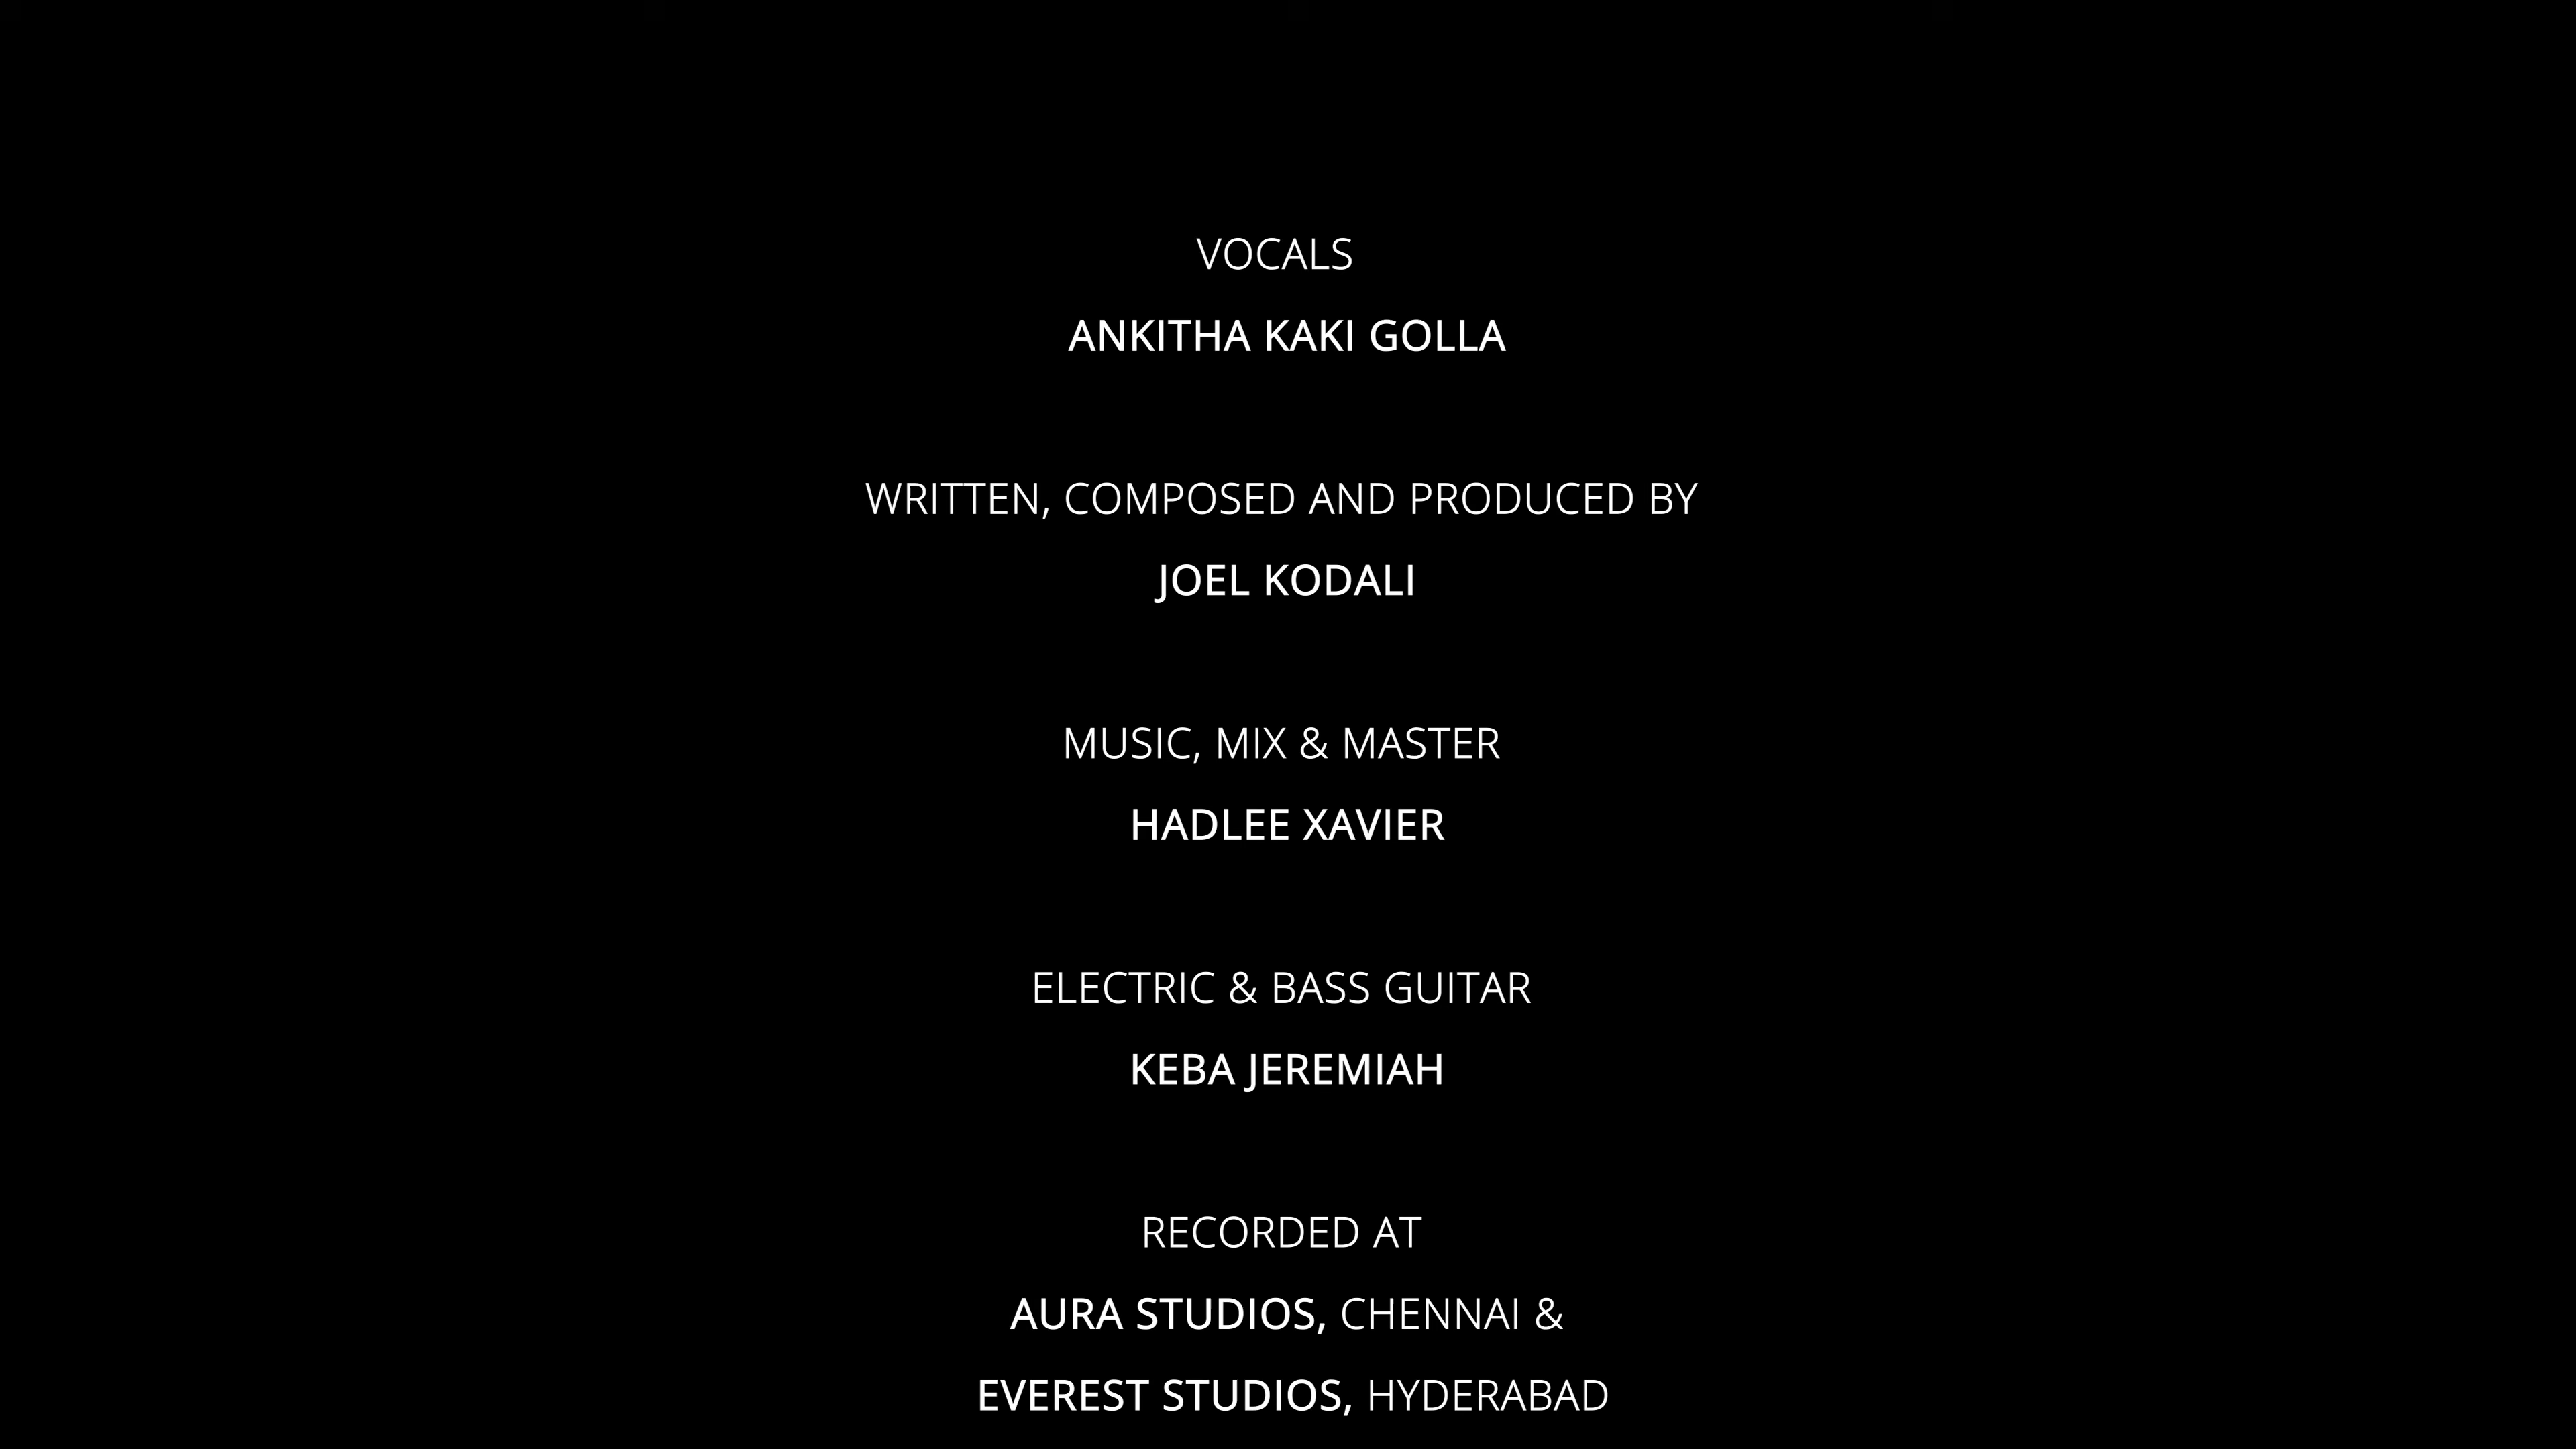 VOCALS
ANKITHA KAKI GOLLA
WRITTEN, COMPOSED AND PRODUCED BY
JOEL KODALI
MUSIC, MIX & MASTER
HADLEE XAVIER
ELECTRIC & BASS GUITAR
KEBA JEREMIAH
RECORDED AT
AURA STUDIOS, CHENNAI &
EVEREST STUDIOS, HYDERABAD